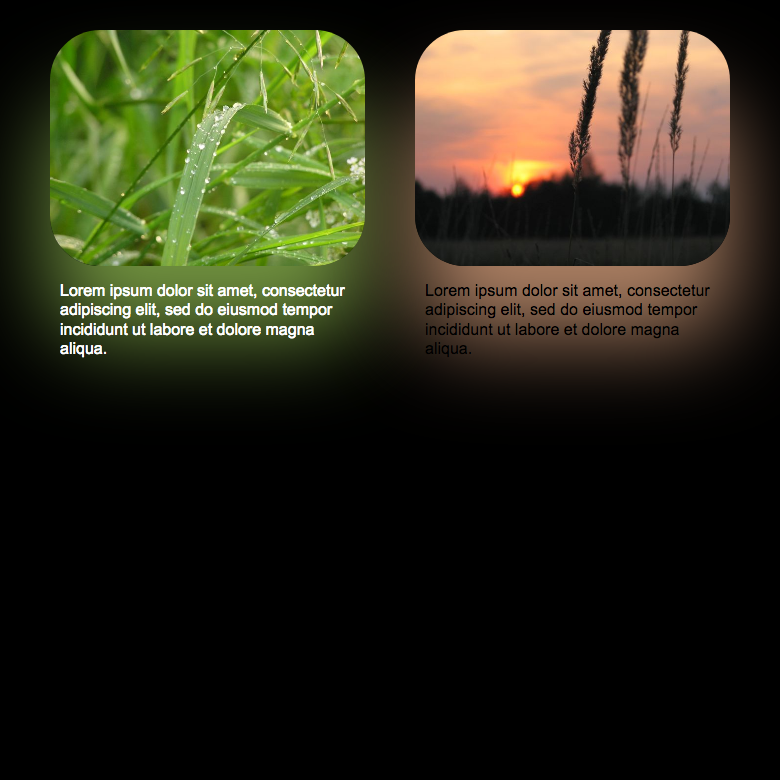 Lorem ipsum dolor sit amet, consectetur
adipiscing elit, sed do eiusmod tempor
incididunt ut labore et dolore magna
aliqua.
Lorem ipsum dolor sit amet, consectetur
adipiscing elit, sed do eiusmod tempor
incididunt ut labore et dolore magna
aliqua.